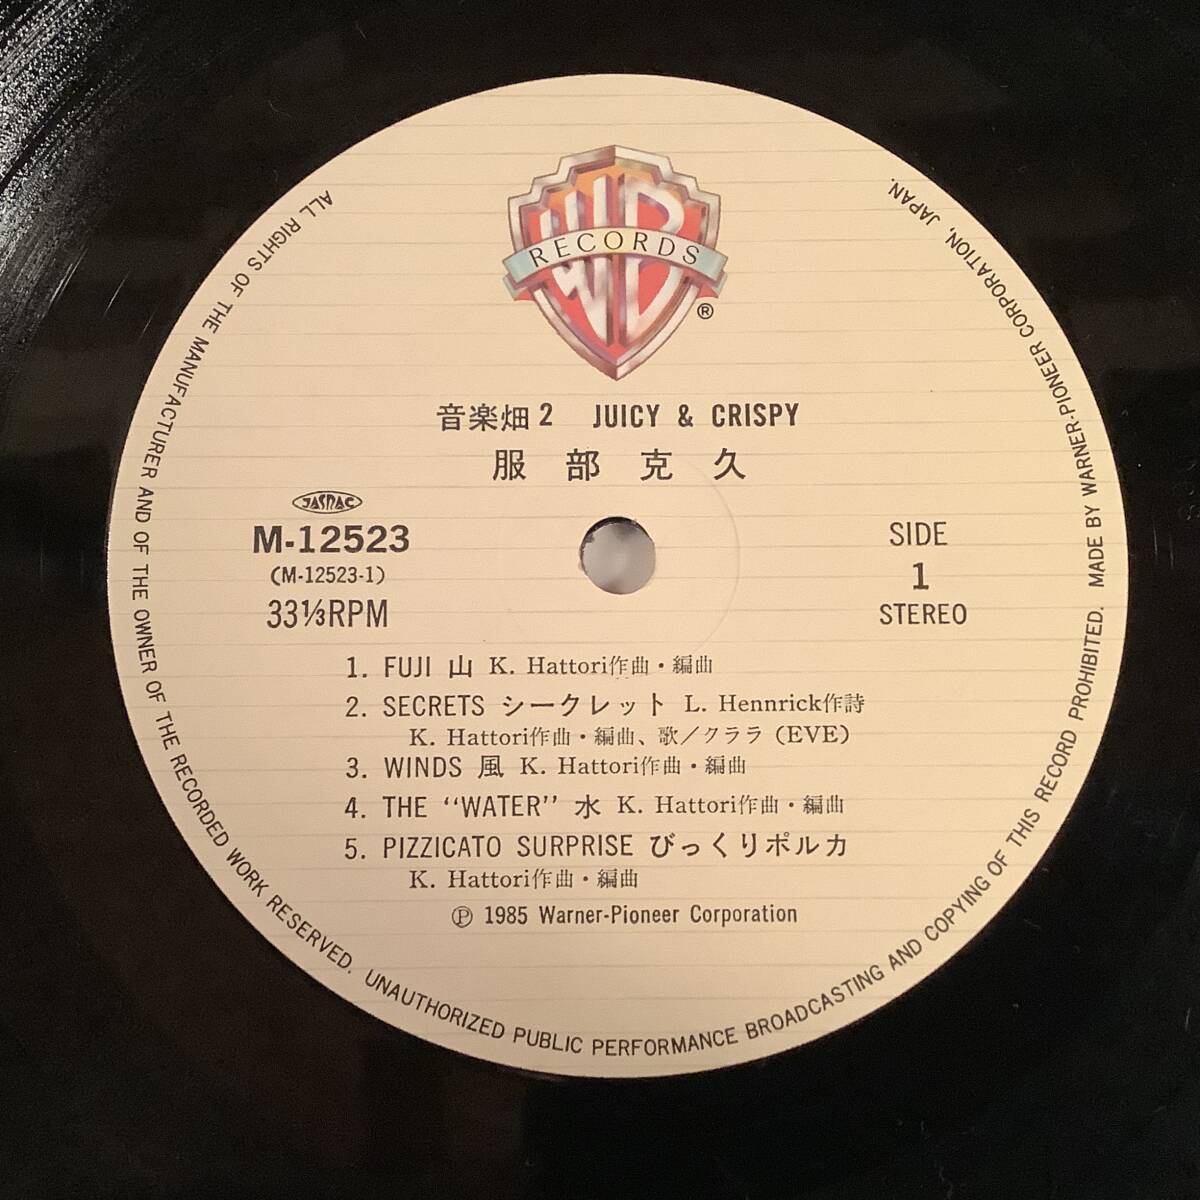 WB
RECORDS
®
音楽畑2 JUICY & CRISPY
服部克久
JASRAC
M-12523
(M-12523-1)
33⅓RPM
SIDE
1
STEREO
1. FUJI 山 K. Hattori作曲・編曲
2. SECRETS シークレット L. Hennrick作詩
K. Hattori作曲・編曲、歌／クララ (EVE)
3. WINDS 風 K. Hattori作曲・編曲
4. THE “WATER” 水 K. Hattori作曲・編曲
5. PIZZICATO SURPRISE びっくりポルカ
K. Hattori作曲・編曲
Ⓟ 1985 Warner-Pioneer Corporation
ALL RIGHTS OF THE MANUFACTURER AND OF THE OWNER OF THE RECORDED WORK RESERVED. UNAUTHORIZED PUBLIC PERFORMANCE BROADCASTING AND COPYING OF THIS RECORD PROHIBITED. MADE BY WARNER-PIONEER CORPORATION, JAPAN.